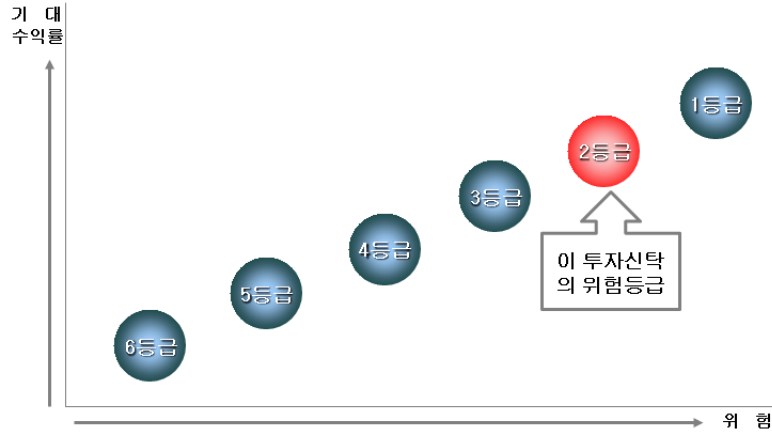 기 대
수익률
1등급
2등급
3등급
4등급
5등급
6등급
이 투자신탁
의 위험등급
위 험